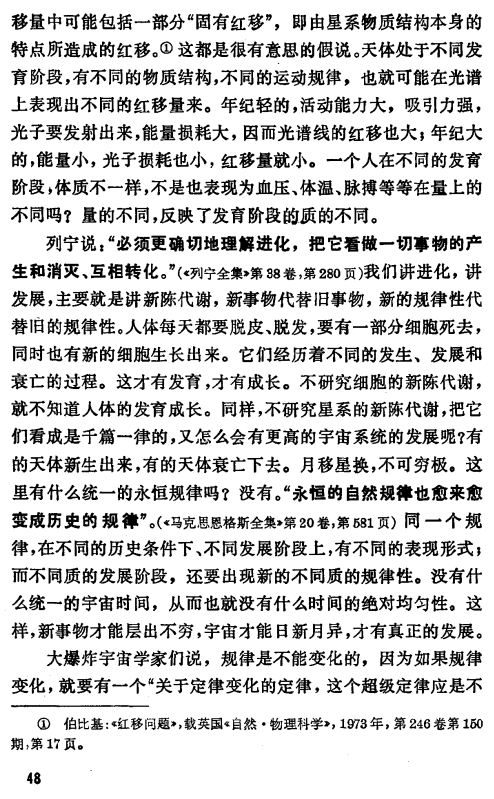 移量中可能包括一部分“固有红移”，即由星系物质结构本身的
特点所造成的红移。①这都是很有意思的假说。天体处于不同发
育阶段，有不同的物质结构，不同的运动规律，也就可能在光谱
上表现出不同的红移量来。年纪轻的，活动能力大，吸引力强，
光子要发射出来，能量损耗大，因而光谱线的红移也大；年纪大
的，能量小，光子损耗也小，红移量就小。一个人在不同的发育
阶段，体质不一样，不是也表现为血压、体温、脉搏等等在量上的
不同吗？量的不同，反映了发育阶段的质的不同。
列宁说：“必须更确切地理解进化，把它看做一切事物的产
生和消灭、互相转化。”（《列宁全集》第38卷，第280页）我们讲进化，讲
发展，主要就是讲新陈代谢，新事物代替旧事物，新的规律性代
替旧的规律性。人体每天都要脱皮、脱发，要有一部分细胞死去，
同时也有新的细胞生长出来。它们经历着不同的发生、发展和
衰亡的过程。这才有发育，才有成长。不研究细胞的新陈代谢，
就不知道人体的发育成长。同样，不研究星系的新陈代谢，把它
们看成是千篇一律的，又怎么会有更高的宇宙系统的发展呢？有
的天体新生出来，有的天体衰亡下去。月移星换，不可穷极。这
里有什么统一的永恒规律吗？没有。“永恒的自然规律也愈来愈
变成历史的规律”。（《马克思恩格斯全集》第20卷，第581页）同一个规
律，在不同的历史条件下、不同发展阶段上，有不同的表现形式；
而不同质的发展阶段，还要出现新的不同质的规律性。没有什
么统一的宇宙时间，从而也就没有什么时间的绝对均匀性。这
样，新事物才能层出不穷，宇宙才能日新月异，才有真正的发展。
大爆炸宇宙学家们说，规律是不能变化的，因为如果规律
变化，就要有一个“关于定律变化的定律，这个超级定律应是不
① 伯比基：《红移问题》，载英国《自然·物理科学》，1973年，第246卷第150
期，第17页。
48